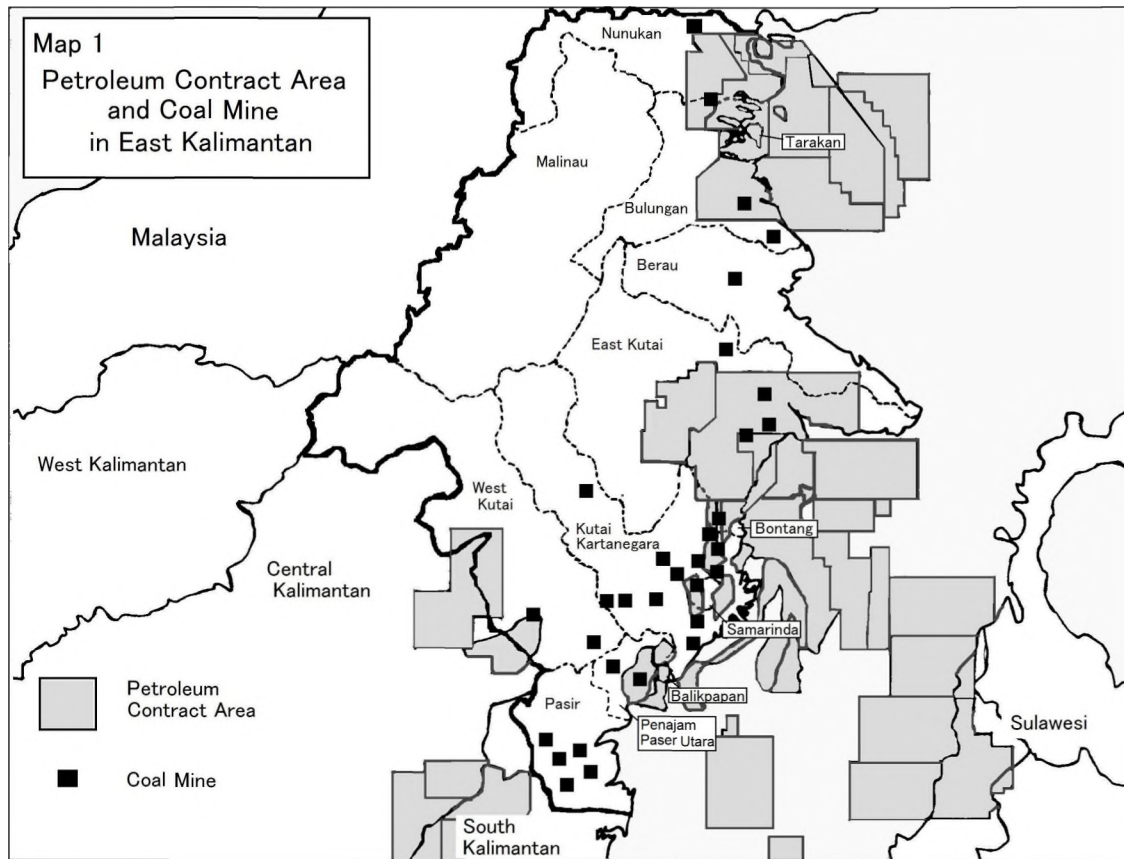 Map 1
Petroleum Contract Area
and Coal Mine
in East Kalimantan
Nunukan
Tarakan
Malinau
Bulungan
Malaysia
Berau
East Kutai
West Kalimantan
West
Kutai
Kutai
Kartanegara
Bontang
Central
Kalimantan
Samarinda
Petroleum
Contract Area
Pasir
Balikpapan
Penajam
Paser Utara
Sulawesi
Coal Mine
South
Kalimantan